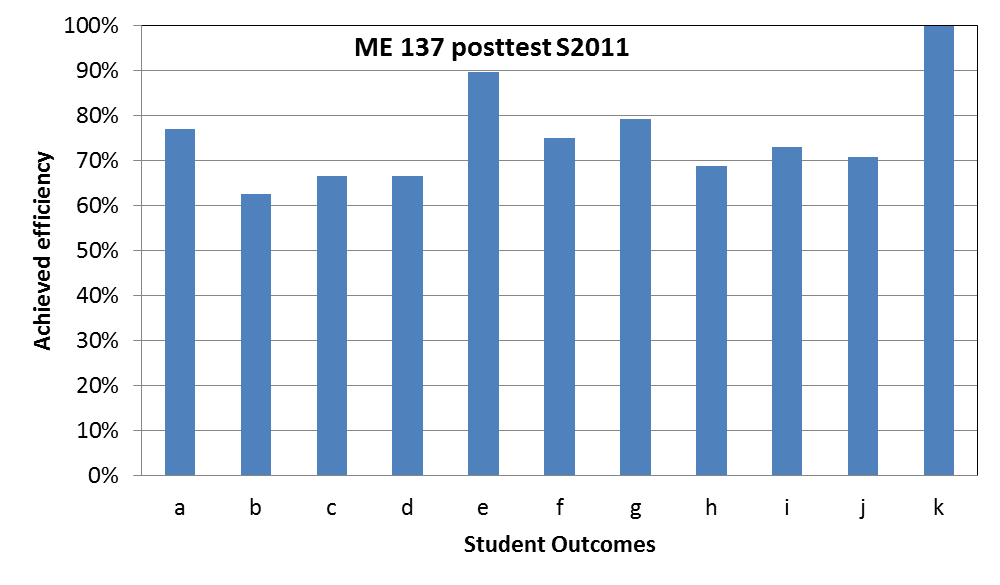 ME 137 posttest S2011
100%
90%
80%
70%
60%
50%
40%
30%
20%
10%
0%
Achieved efficiency
a b c d e f g h i j k
Student Outcomes